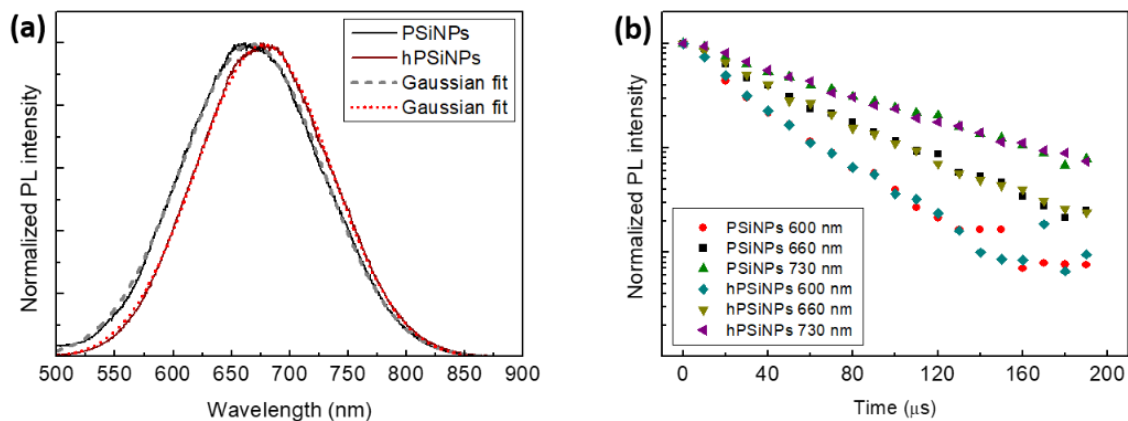 (a)
PSiNPs
hPSiNPs
Gaussian fit
Gaussian fit
Normalized PL intensity
500 550 600 650 700 750 800 850 900
Wavelength (nm)
(b)
Normalized PL intensity
PSiNPs 600 nm
PSiNPs 660 nm
PSiNPs 730 nm
hPSiNPs 600 nm
hPSiNPs 660 nm
hPSiNPs 730 nm
0 40 80 120 160 200
Time (μs)